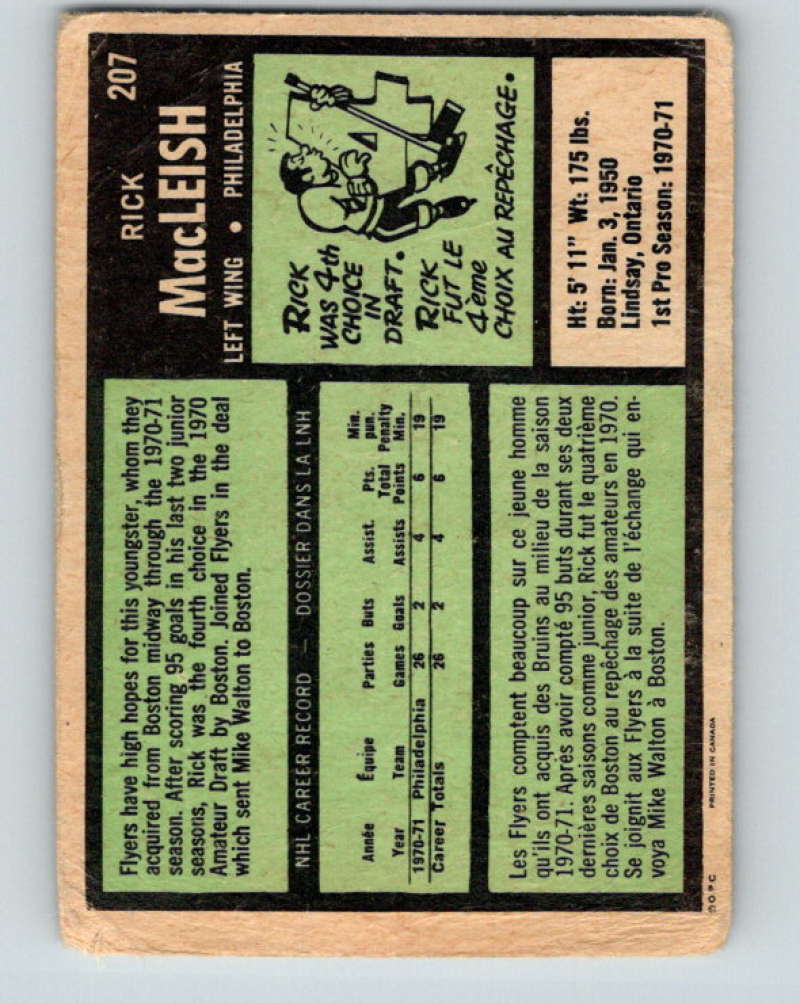 207
RICK
MacLEISH
LEFT WING • PHILADELPHIA
Flyers have high hopes for this youngster, whom they
acquired from Boston midway through the 1970-71
season. After scoring 95 goals in his last two junior
seasons, Rick was the fourth choice in the 1970
Amateur Draft by Boston. Joined Flyers in the deal
which sent Mike Walton to Boston.
4
RICK
WAS 4th
CHOICE
IN
DRAFT.
RICK
FUT LE
4ème
CHOIX AU REPÊCHAGE.
NHL CAREER RECORD — DOSSIER DANS LA LNH
Année Équipe Parties Buts Assist. Pts. Total Min. pun.
Year Team Games Goals Assists Points Penalty Min.
1970-71 Philadelphia 26 2 4 6 19
Career Totals 26 2 4 6 19
Ht: 5' 11" Wt: 175 lbs.
Born: Jan. 3, 1950
Lindsay, Ontario
1st Pro Season: 1970-71
Les Flyers comptent beaucoup sur ce jeune homme
qu'ils ont acquis des Bruins au milieu de la saison
1970-71. Après avoir compté 95 buts durant ses deux
dernières saisons comme junior, Rick fut le quatrième
choix de Boston au repêchage des amateurs en 1970.
Se joignit aux Flyers à la suite de l'échange qui en-
voya Mike Walton à Boston.
© O.P.C. PRINTED IN CANADA